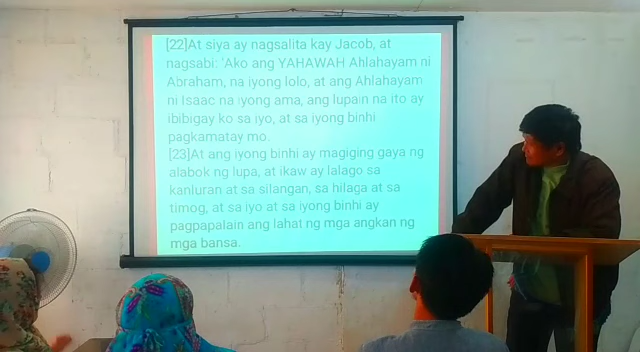 [22]At siya ay nagsalita kay Jacob, at
nagsabi: 'Ako ang YAHAWAH Ahlahayam ni
Abraham, na iyong lolo, at ang Ahlahayam
ni Isaac na iyong ama, ang lupain na ito ay
ibibigay ko sa iyo, at sa iyong binhi
pagkamatay mo.
[23]At ang iyong binhi ay magiging gaya ng
alabok ng lupa, at ikaw ay lalago sa
kanluran at sa silangan, sa hilaga at sa
timog, at sa iyo at sa iyong binhi ay
pagpapalain ang lahat ng mga angkan ng
mga bansa.